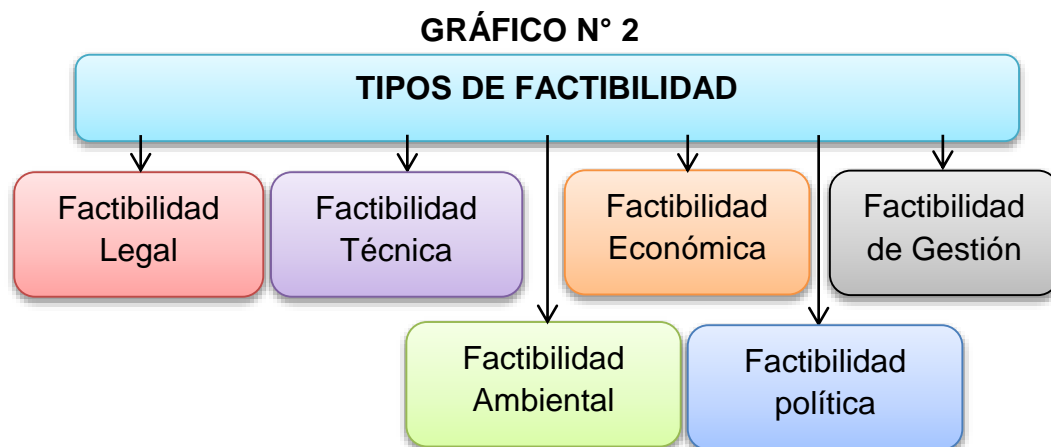 GRÁFICO N° 2
TIPOS DE FACTIBILIDAD
Factibilidad
Legal
Factibilidad
Técnica
Factibilidad
Económica
Factibilidad
de Gestión
Factibilidad
Ambiental
Factibilidad
política